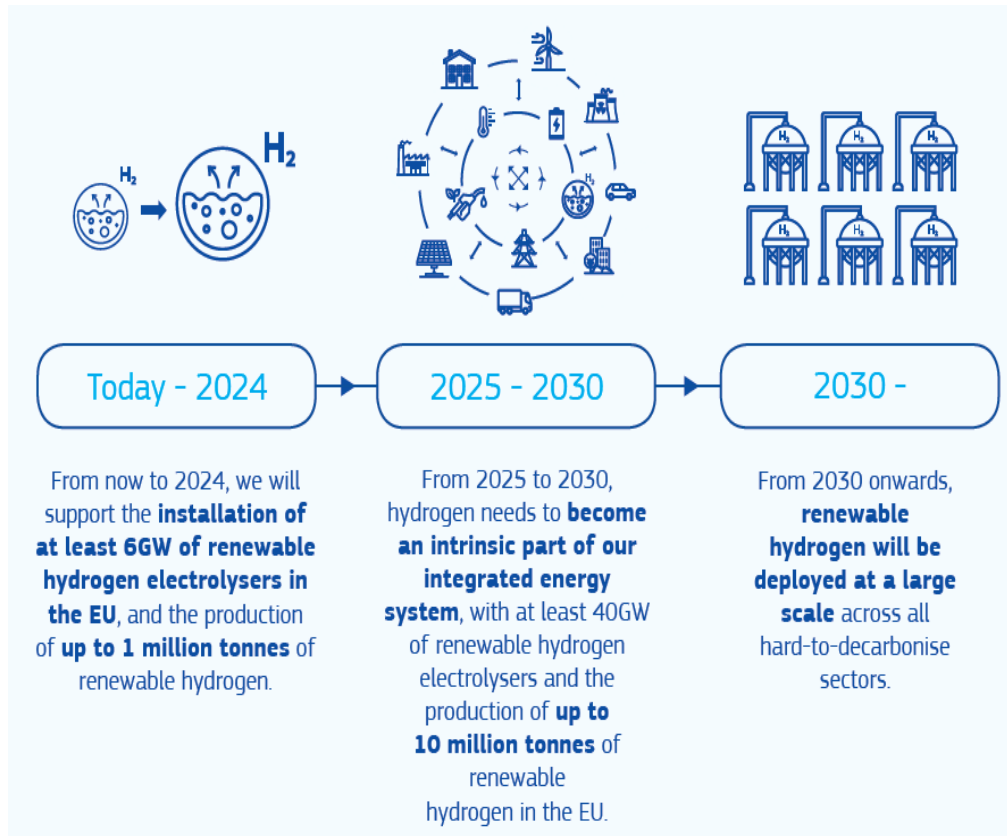 H2
H2
H2
H2
H2
H2
H2
H2
H2
Today - 2024
2025 - 2030
2030 -
From now to 2024, we will
support the installation of
at least 6GW of renewable
hydrogen electrolysers in
the EU, and the production
of up to 1 million tonnes of
renewable hydrogen.
From 2025 to 2030,
hydrogen needs to become
an intrinsic part of our
integrated energy
system, with at least 40GW
of renewable hydrogen
electrolysers and the
production of up to
10 million tonnes of
renewable
hydrogen in the EU.
From 2030 onwards,
renewable
hydrogen will be
deployed at a large
scale across all
hard-to-decarbonise
sectors.